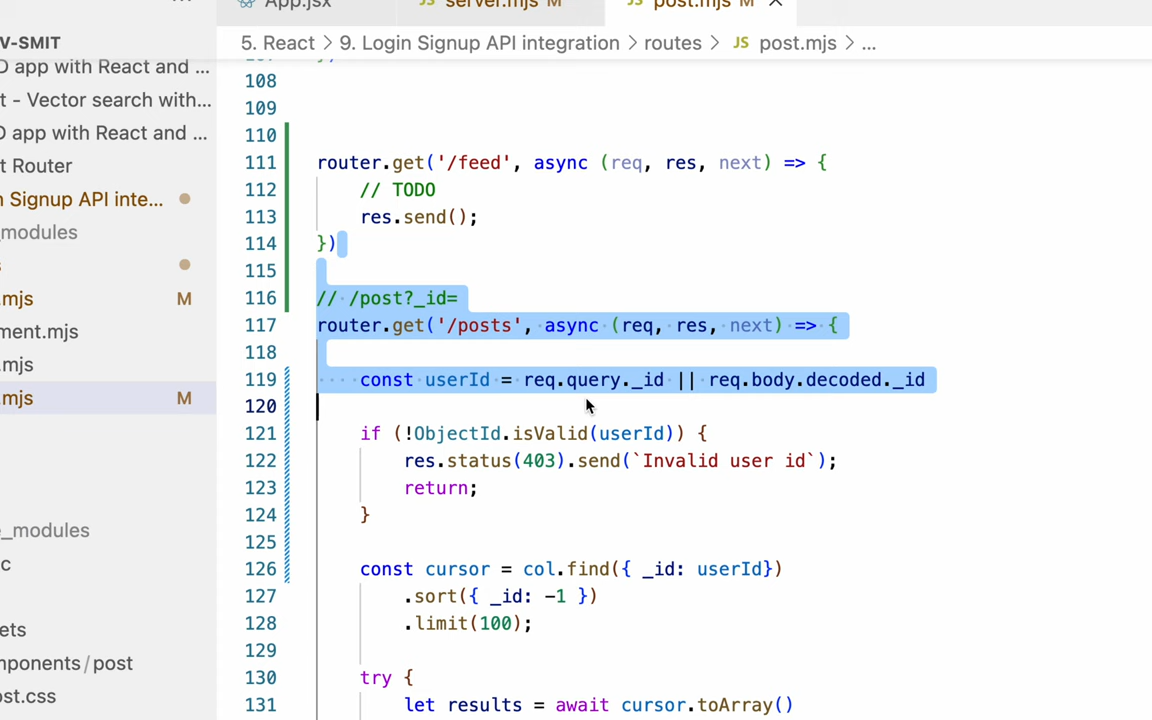 App.jsx
JS server.mjs M
JS post.mjs M ×
V-SMIT
5. React > 9. Login Signup API integration > routes > JS post.mjs > ...
D app with React and ...
t - Vector search with...
D app with React and ...
t Router
n Signup API inte...
_modules
s
.mjs M
ment.mjs
.mjs
.mjs M
e_modules
c
ets
mponents/post
ost.css
107 })
108
109
110
111 router.get('/feed', async (req, res, next) => {
112 // TODO
113 res.send();
114 })
115
116 // /post?_id=
117 router.get('/posts', async (req, res, next) => {
118
119 const userId = req.query._id || req.body.decoded._id
120
121 if (!ObjectId.isValid(userId)) {
122 res.status(403).send(`Invalid user id`);
123 return;
124 }
125
126 const cursor = col.find({ _id: userId})
127 .sort({ _id: -1 })
128 .limit(100);
129
130 try {
131 let results = await cursor.toArray()